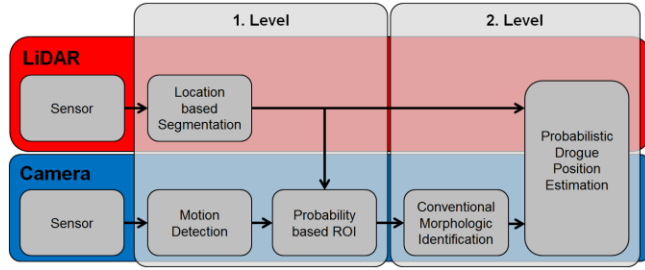 1. Level
2. Level
LiDAR
Sensor
Location
based
Segmentation
Probabilistic
Drogue
Position
Estimation
Camera
Sensor
Motion
Detection
Probability
based ROI
Conventional
Morphologic
Identification